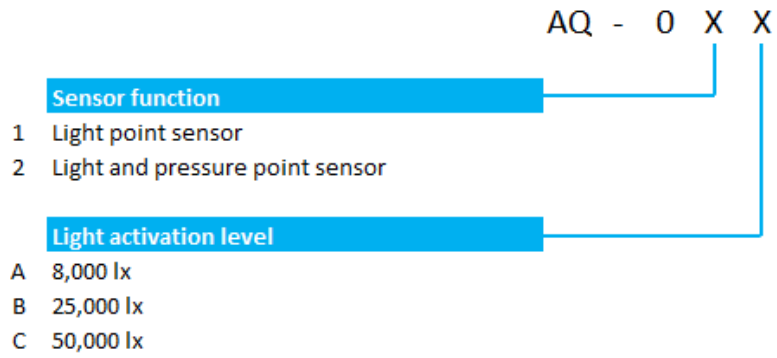 AQ - 0 X X
Sensor function
1 Light point sensor
2 Light and pressure point sensor
Light activation level
A 8,000 lx
B 25,000 lx
C 50,000 lx